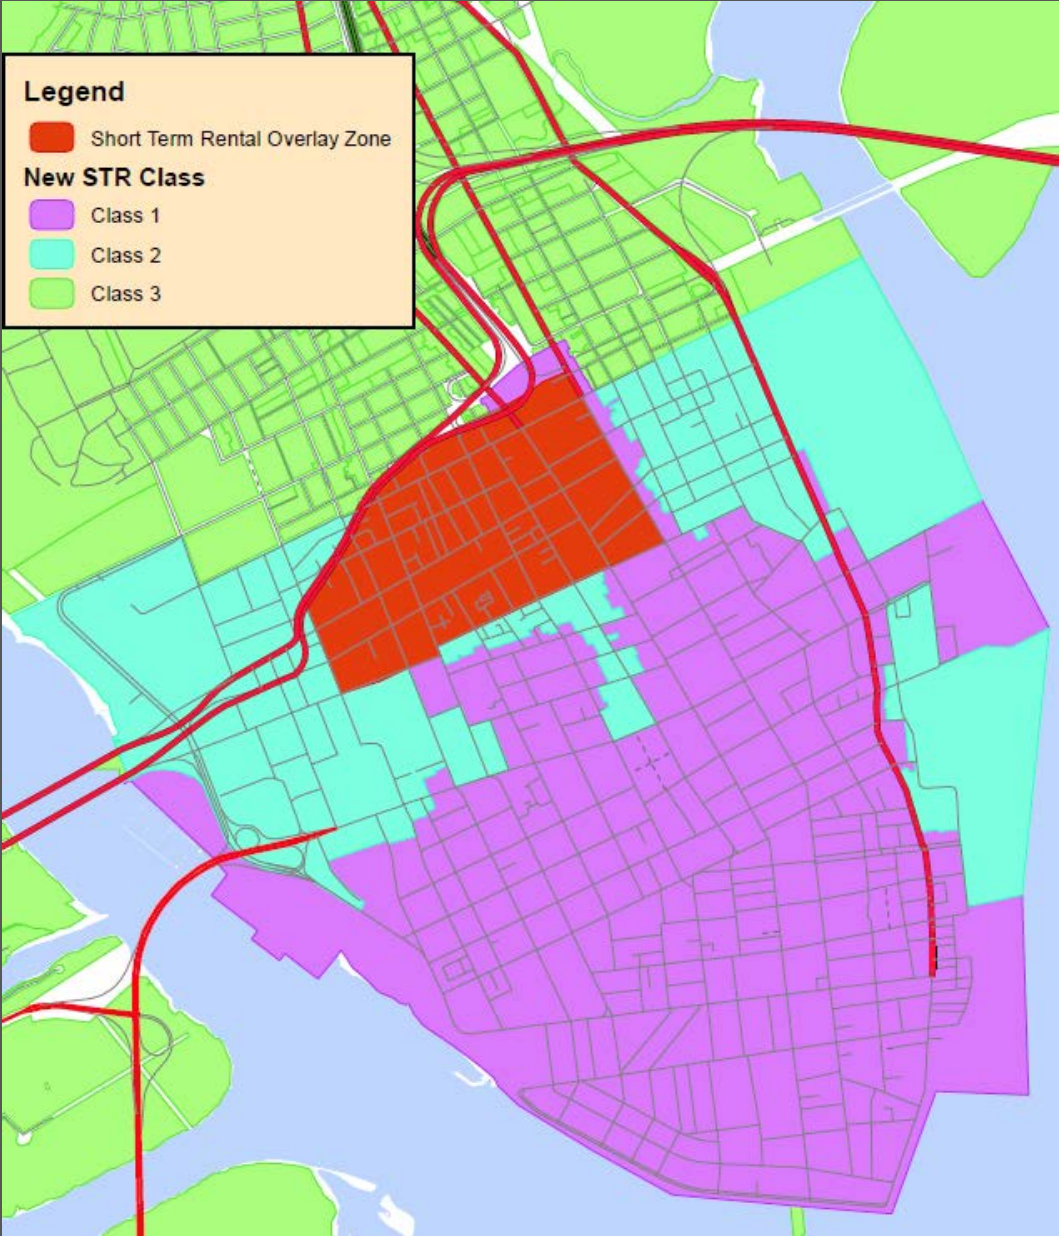 Legend
Short Term Rental Overlay Zone
New STR Class
Class 1
Class 2
Class 3